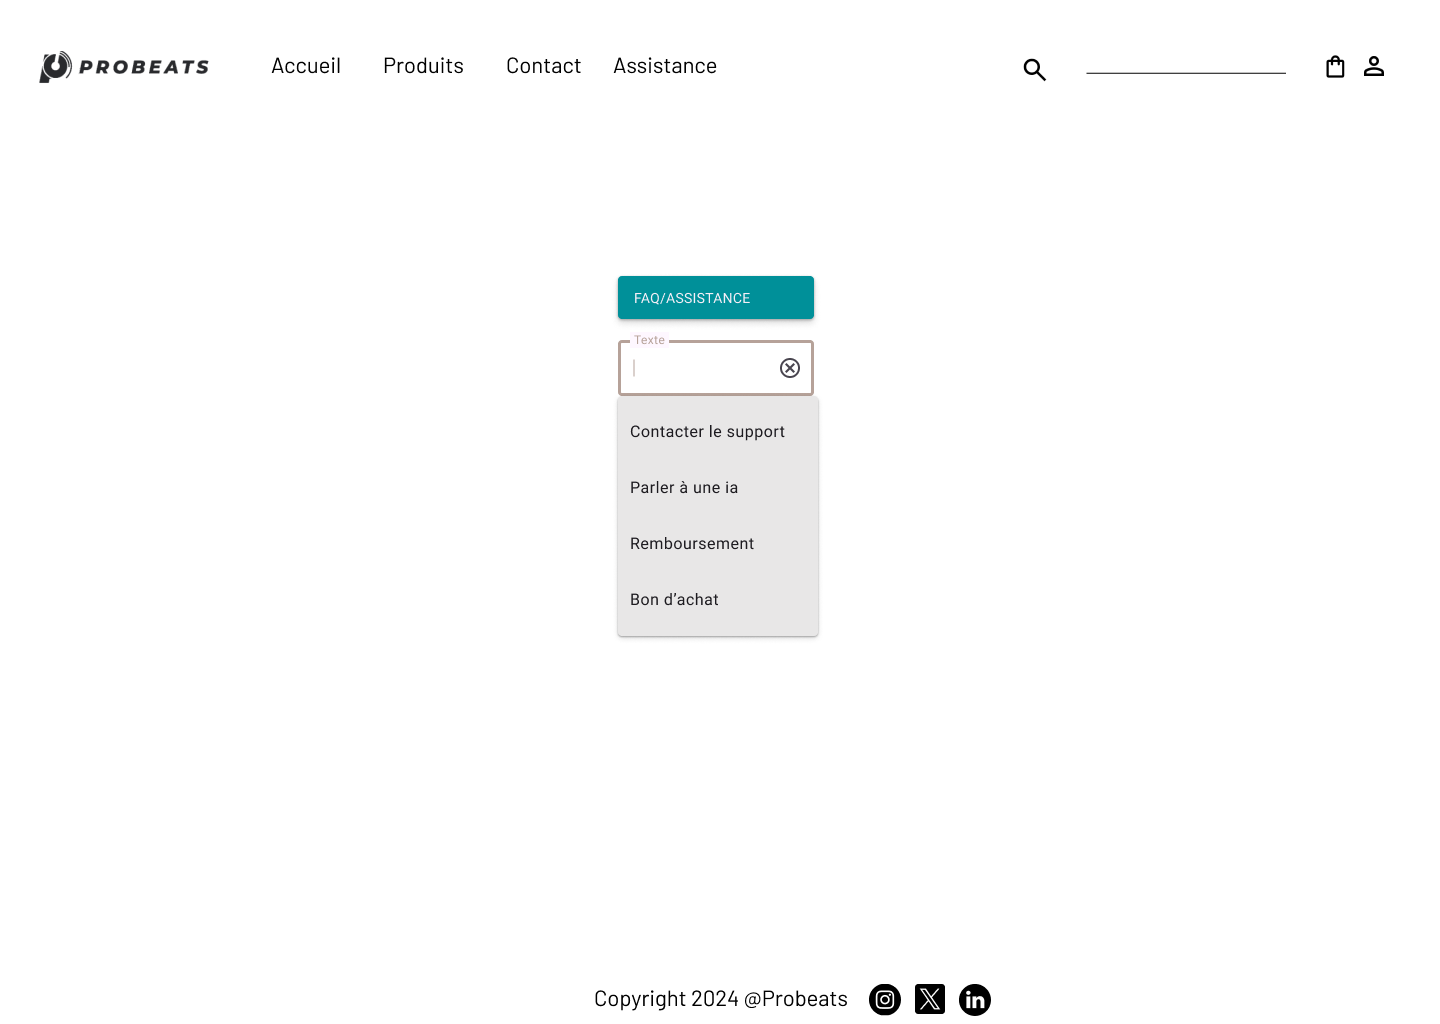 PROBEATS
Accueil Produits Contact Assistance
FAQ/ASSISTANCE
Texte
Contacter le support
Parler à une ia
Remboursement
Bon d’achat
Copyright 2024 @Probeats